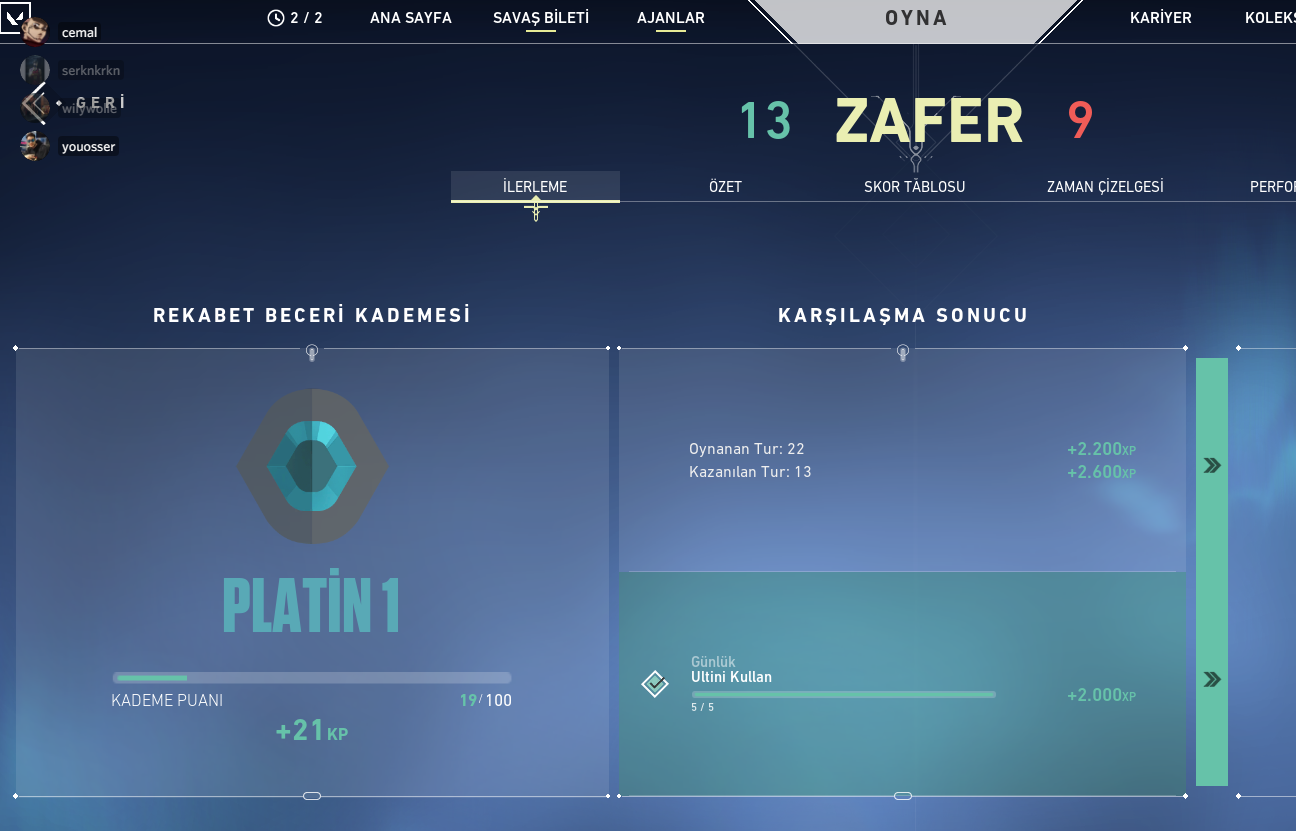 2 / 2 ANA SAYFA SAVAŞ BİLETİ AJANLAR OYNA KARİYER KOLEKS
cemal
serknkrkn
GERİ
wilywolle
youosser
13 ZAFER 9
İLERLEME ÖZET SKOR TABLOSU ZAMAN ÇİZELGESİ PERFOR
REKABET BECERİ KADEMESİ
PLATİN 1
KADEME PUANI 19/100
+21KP
KARŞILAŞMA SONUCU
Oynanan Tur: 22 +2.200XP
Kazanılan Tur: 13 +2.600XP
Günlük
Ultini Kullan
+2.000XP
5 / 5